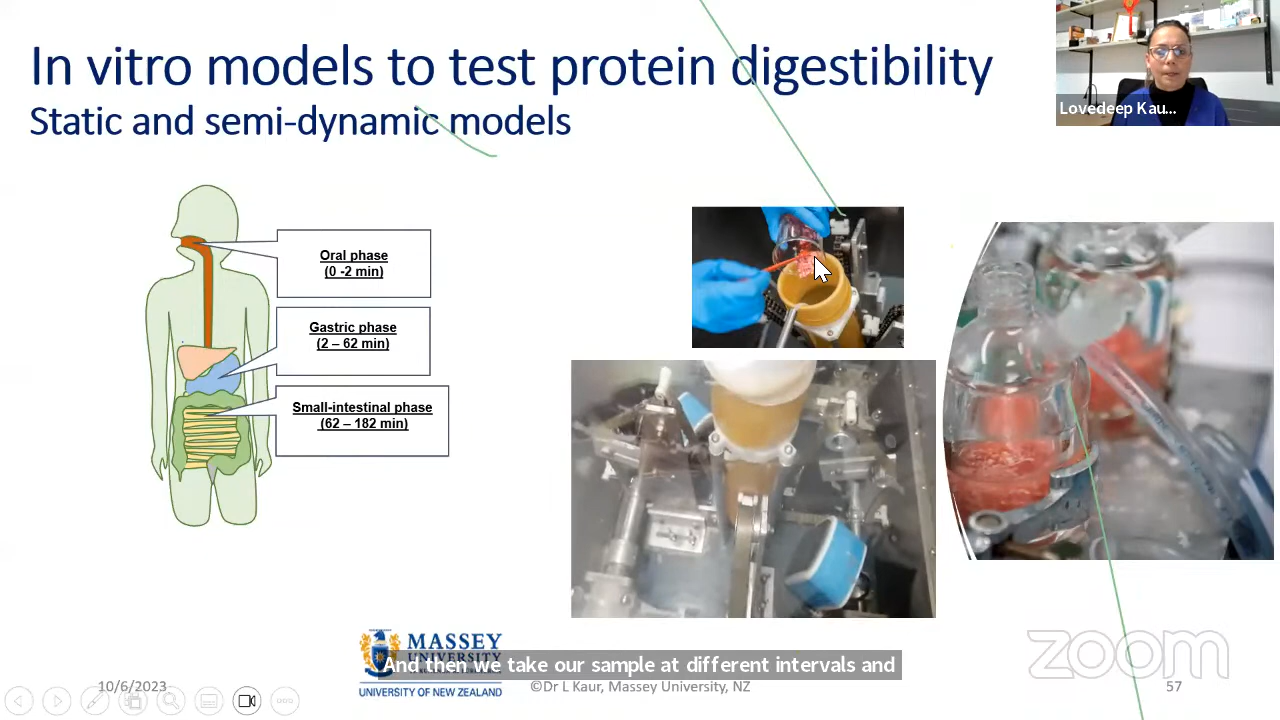 In vitro models to test protein digestibility
Static and semi-dynamic models
Lovedeep Kau...
Oral phase
(0 -2 min)
Gastric phase
(2 – 62 min)
Small-intestinal phase
(62 – 182 min)
MASSEY
UNIVERSITY
And then we take our sample at different intervals and
UNIVERSITY OF NEW ZEALAND
10/6/2023
©Dr L Kaur, Massey University, NZ
57
zoom